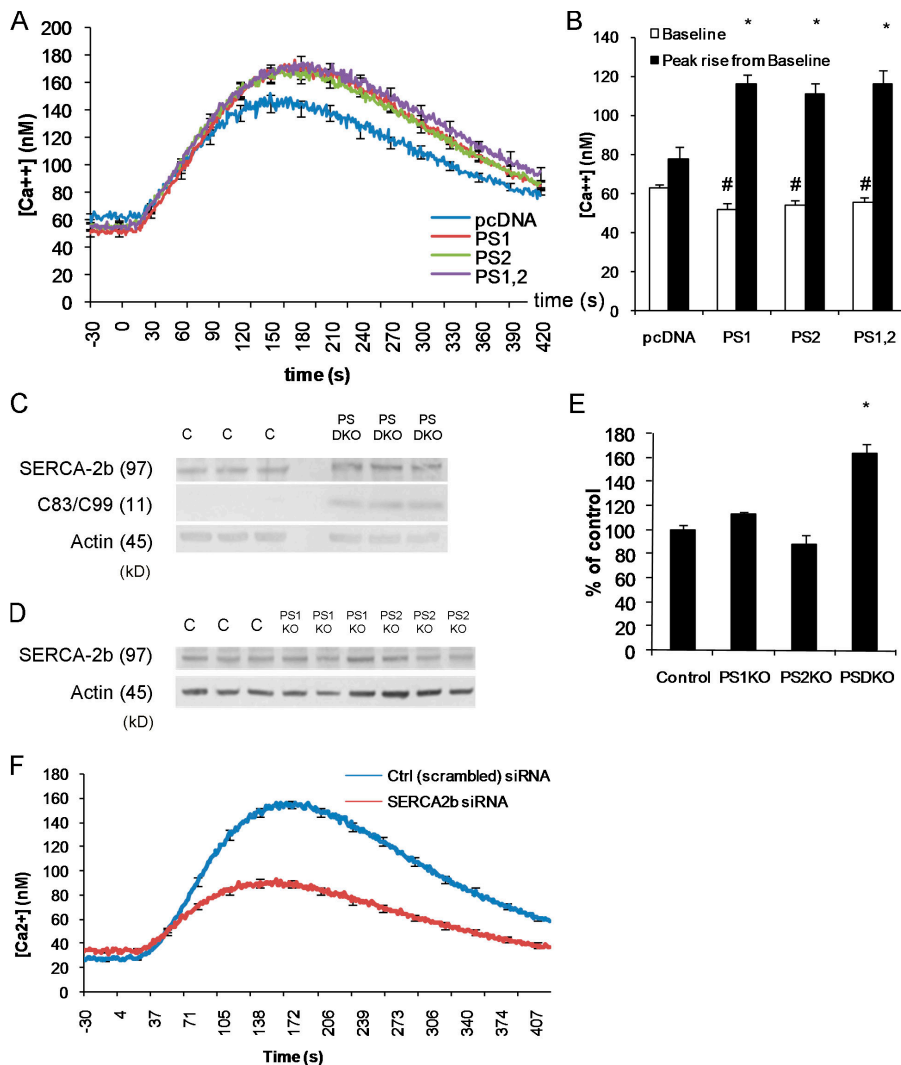 A
200
180
160
140
120
100
80
60
40
20
0
[Ca++] (nM)
pcDNA
PS1
PS2
PS1,2
time (s)
-30 0 30 60 90 120 150 180 210 240 270 300 330 360 390 420
time (s)
B
Baseline
Peak rise from Baseline
* * *
140
120
100
80
60
40
20
0
[Ca++] (nM)
# # #
pcDNA PS1 PS2 PS1,2
C
C C C PS DKO PS DKO PS DKO
SERCA-2b (97)
C83/C99 (11)
Actin (45)
(kD)
D
C C C PS1 KO PS1 KO PS1 KO PS2 KO PS2 KO PS2 KO
SERCA-2b (97)
Actin (45)
(kD)
E
*
180
160
140
120
100
80
60
40
20
0
% of control
Control PS1KO PS2KO PSDKO
F
Ctrl (scrambled) siRNA
SERCA2b siRNA
180
160
140
120
100
80
60
40
20
0
[Ca2+] (nM)
-30 4 37 71 105 138 172 206 239 273 306 340 374 407
Time (s)